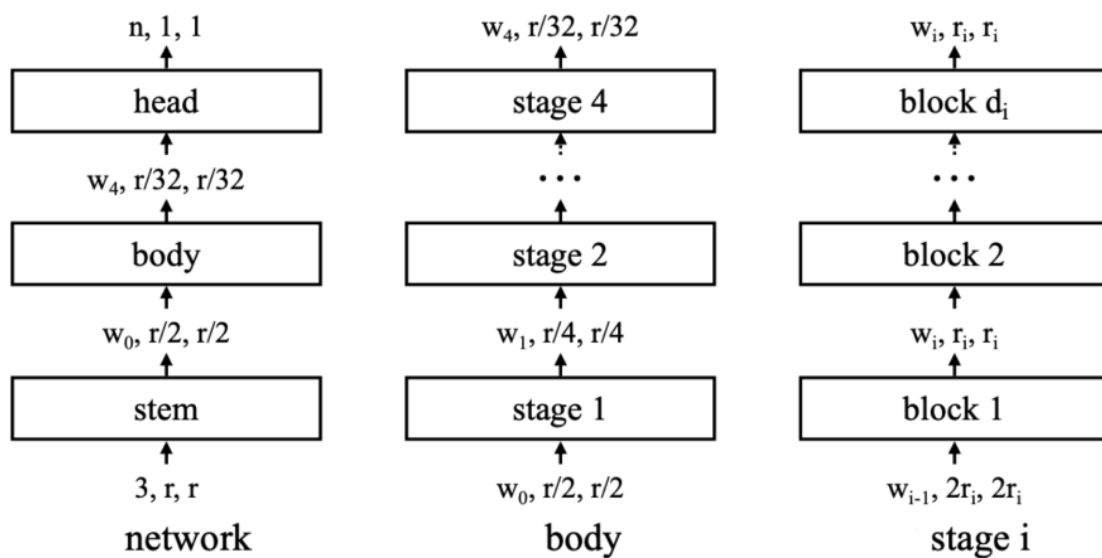 n, 1, 1
head
w₄, r/32, r/32
body
w₀, r/2, r/2
stem
3, r, r
network
w₄, r/32, r/32
stage 4
• • •
stage 2
w₁, r/4, r/4
stage 1
w₀, r/2, r/2
body
wᵢ, rᵢ, rᵢ
block dᵢ
• • •
block 2
wᵢ, rᵢ, rᵢ
block 1
wᵢ₋₁, 2rᵢ, 2rᵢ
stage i